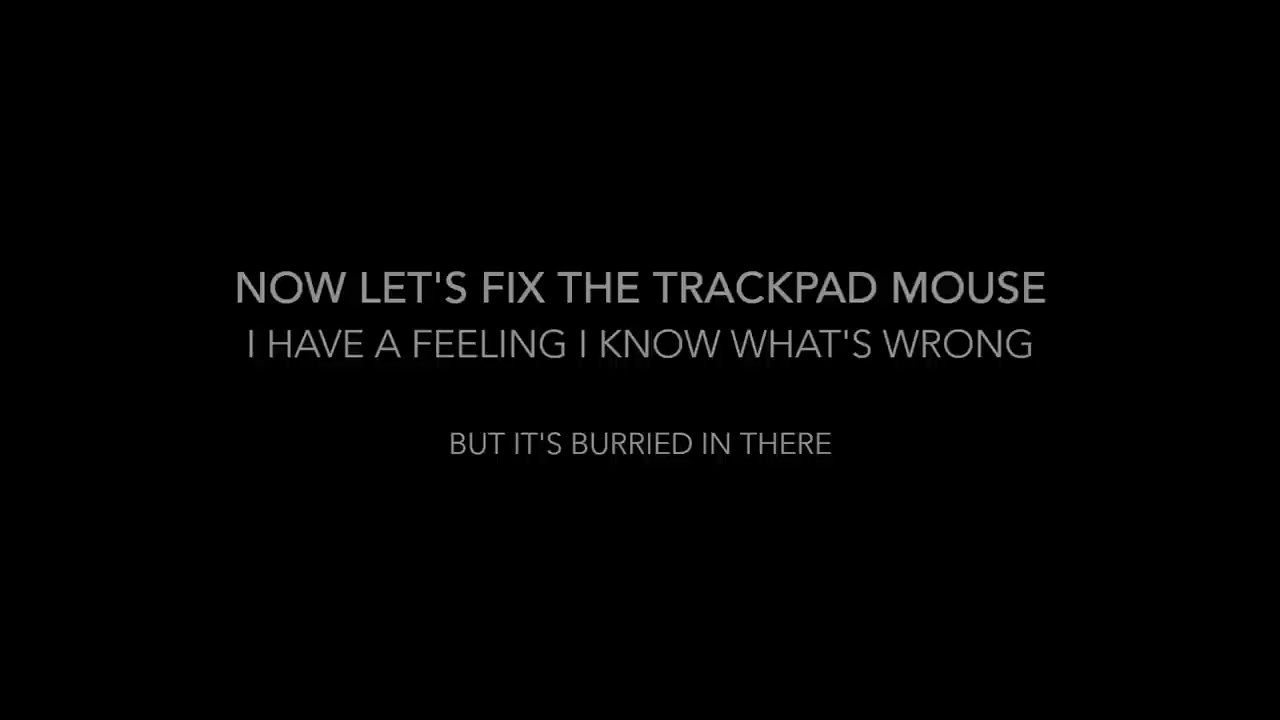 NOW LET'S FIX THE TRACKPAD MOUSE
I HAVE A FEELING I KNOW WHAT'S WRONG
BUT IT'S BURRIED IN THERE